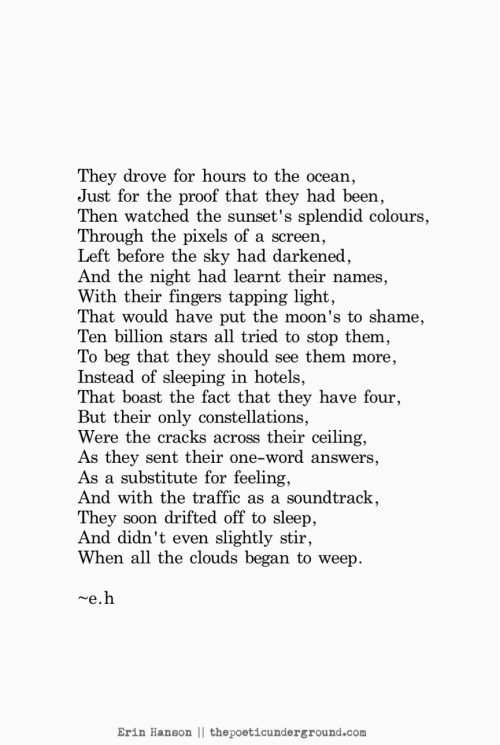 They drove for hours to the ocean,
Just for the proof that they had been,
Then watched the sunset's splendid colours,
Through the pixels of a screen,
Left before the sky had darkened,
And the night had learnt their names,
With their fingers tapping light,
That would have put the moon's to shame,
Ten billion stars all tried to stop them,
To beg that they should see them more,
Instead of sleeping in hotels,
That boast the fact that they have four,
But their only constellations,
Were the cracks across their ceiling,
As they sent their one-word answers,
As a substitute for feeling,
And with the traffic as a soundtrack,
They soon drifted off to sleep,
And didn't even slightly stir,
When all the clouds began to weep.
~e.h
Erin Hanson || thepoeticunderground.com